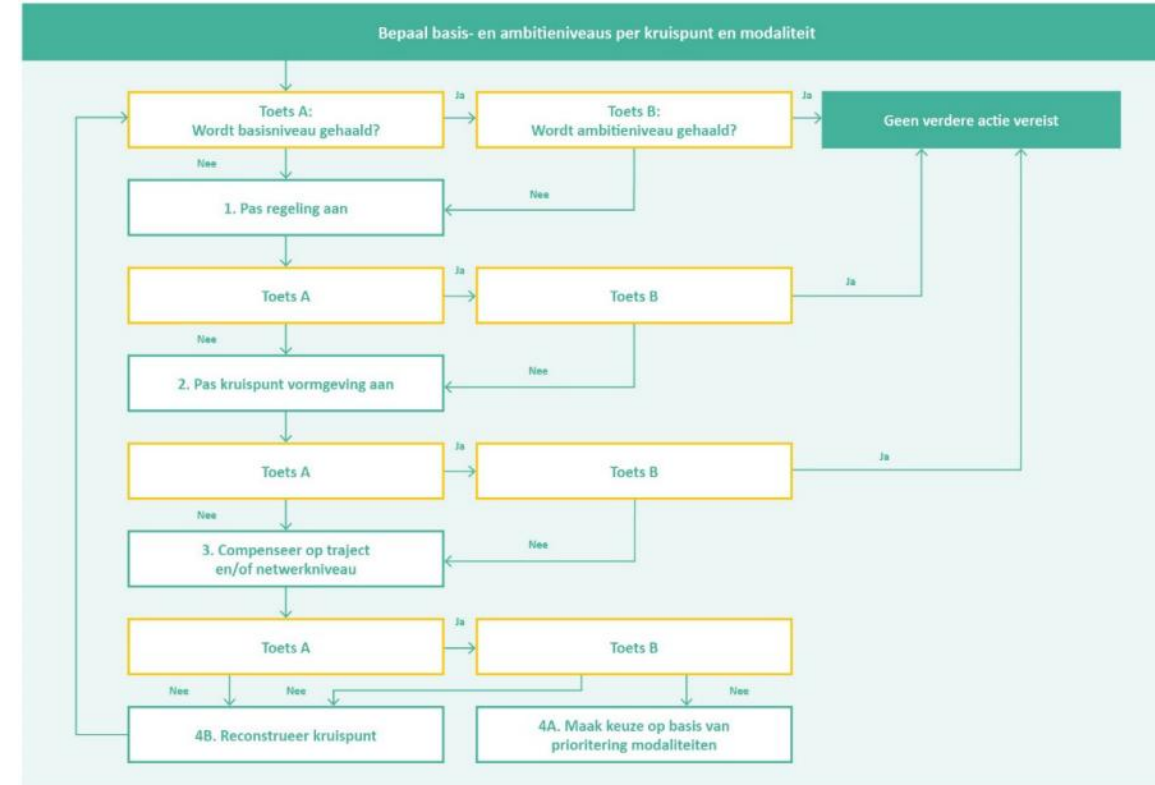 Bepaal basis- en ambitieniveaus per kruispunt en modaliteit
Toets A:
Wordt basisniveau gehaald?
Ja
Toets B:
Wordt ambitieniveau gehaald?
Ja
Geen verdere actie vereist
Nee
Nee
1. Pas regeling aan
Toets A
Ja
Toets B
Ja
Nee
Nee
2. Pas kruispunt vormgeving aan
Toets A
Ja
Toets B
Ja
Nee
Nee
3. Compenseer op traject
en/of netwerkniveau
Toets A
Ja
Toets B
Nee
Nee
Nee
4B. Reconstrueer kruispunt
4A. Maak keuze op basis van
prioritering modaliteiten